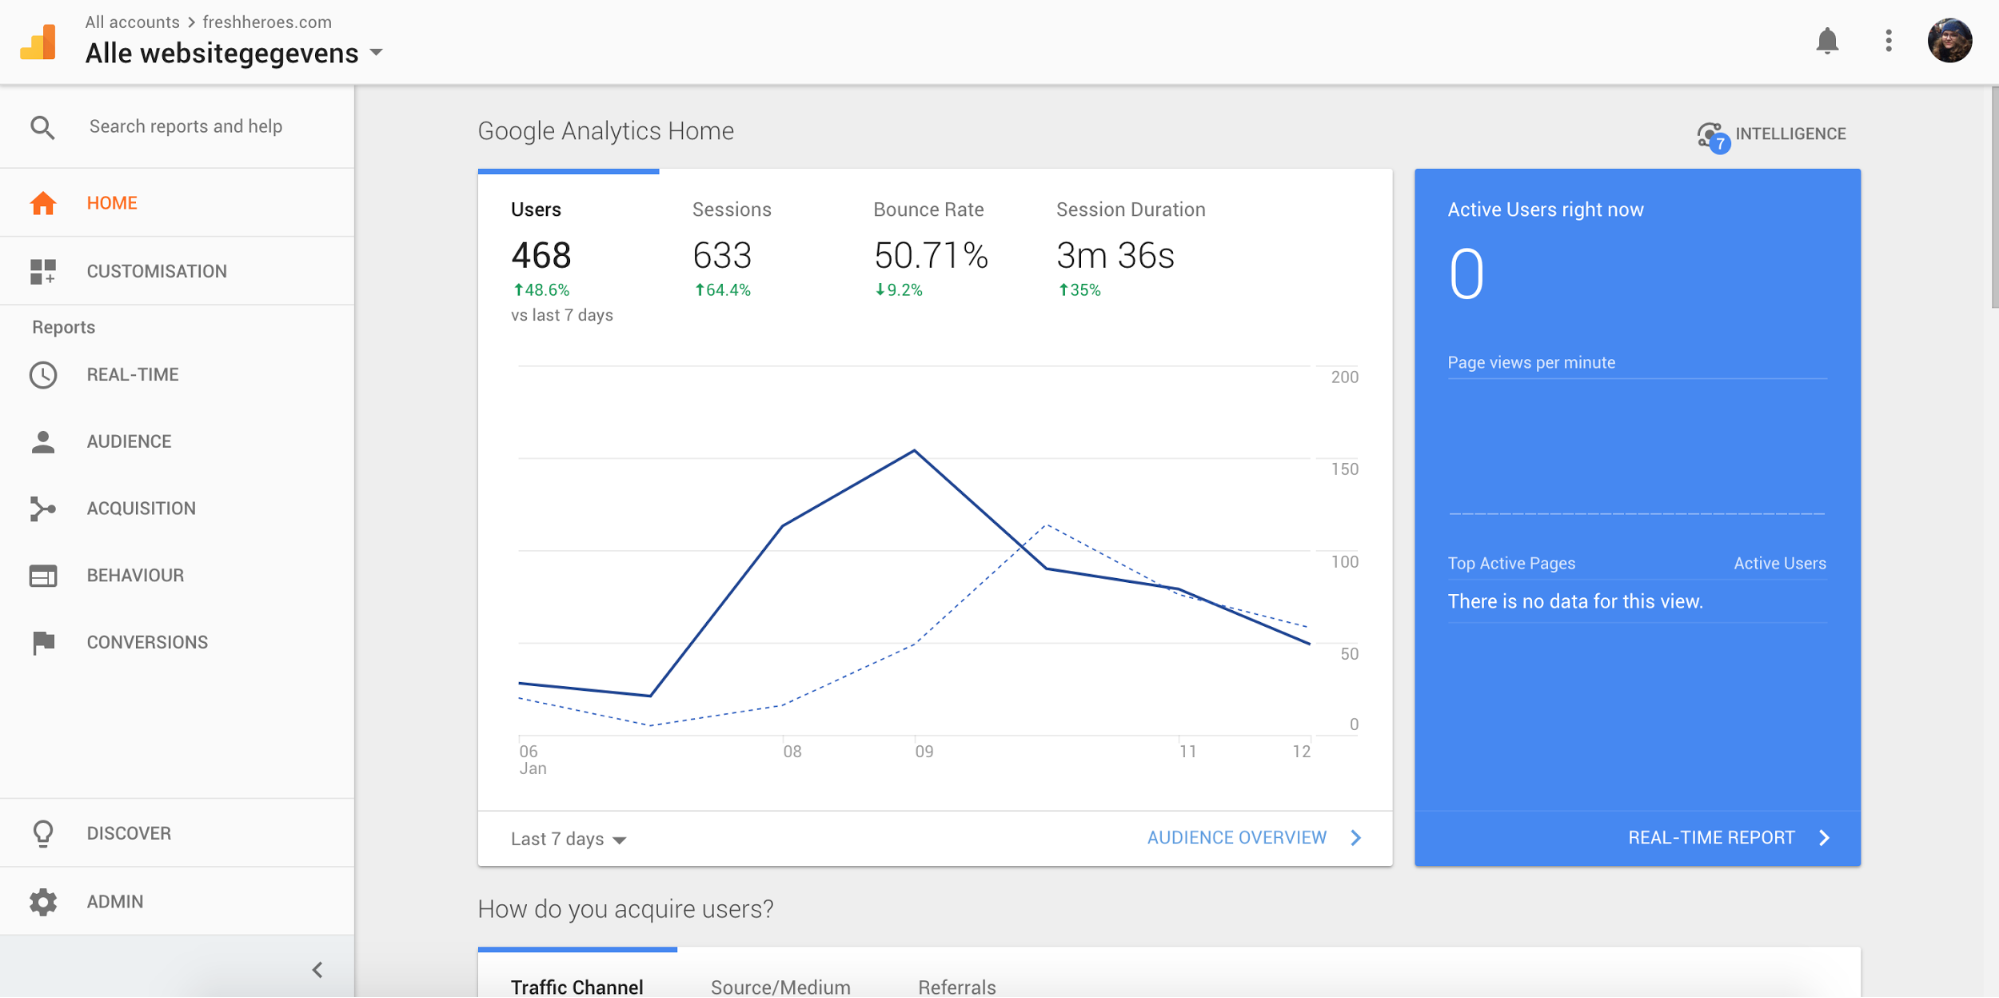 All accounts > freshheroes.com
Alle websitegegevens
Search reports and help
HOME
CUSTOMISATION
Reports
REAL-TIME
AUDIENCE
ACQUISITION
BEHAVIOUR
CONVERSIONS
DISCOVER
ADMIN
Google Analytics Home
7 INTELLIGENCE
Users Sessions Bounce Rate Session Duration
468 633 50.71% 3m 36s
↑48.6% ↑64.4% ↓9.2% ↑35%
vs last 7 days
200
150
100
50
0
06 08 09 11 12
Jan
Last 7 days AUDIENCE OVERVIEW
Active Users right now
0
Page views per minute
Top Active Pages Active Users
There is no data for this view.
REAL-TIME REPORT
How do you acquire users?
Traffic Channel Source/Medium Referrals